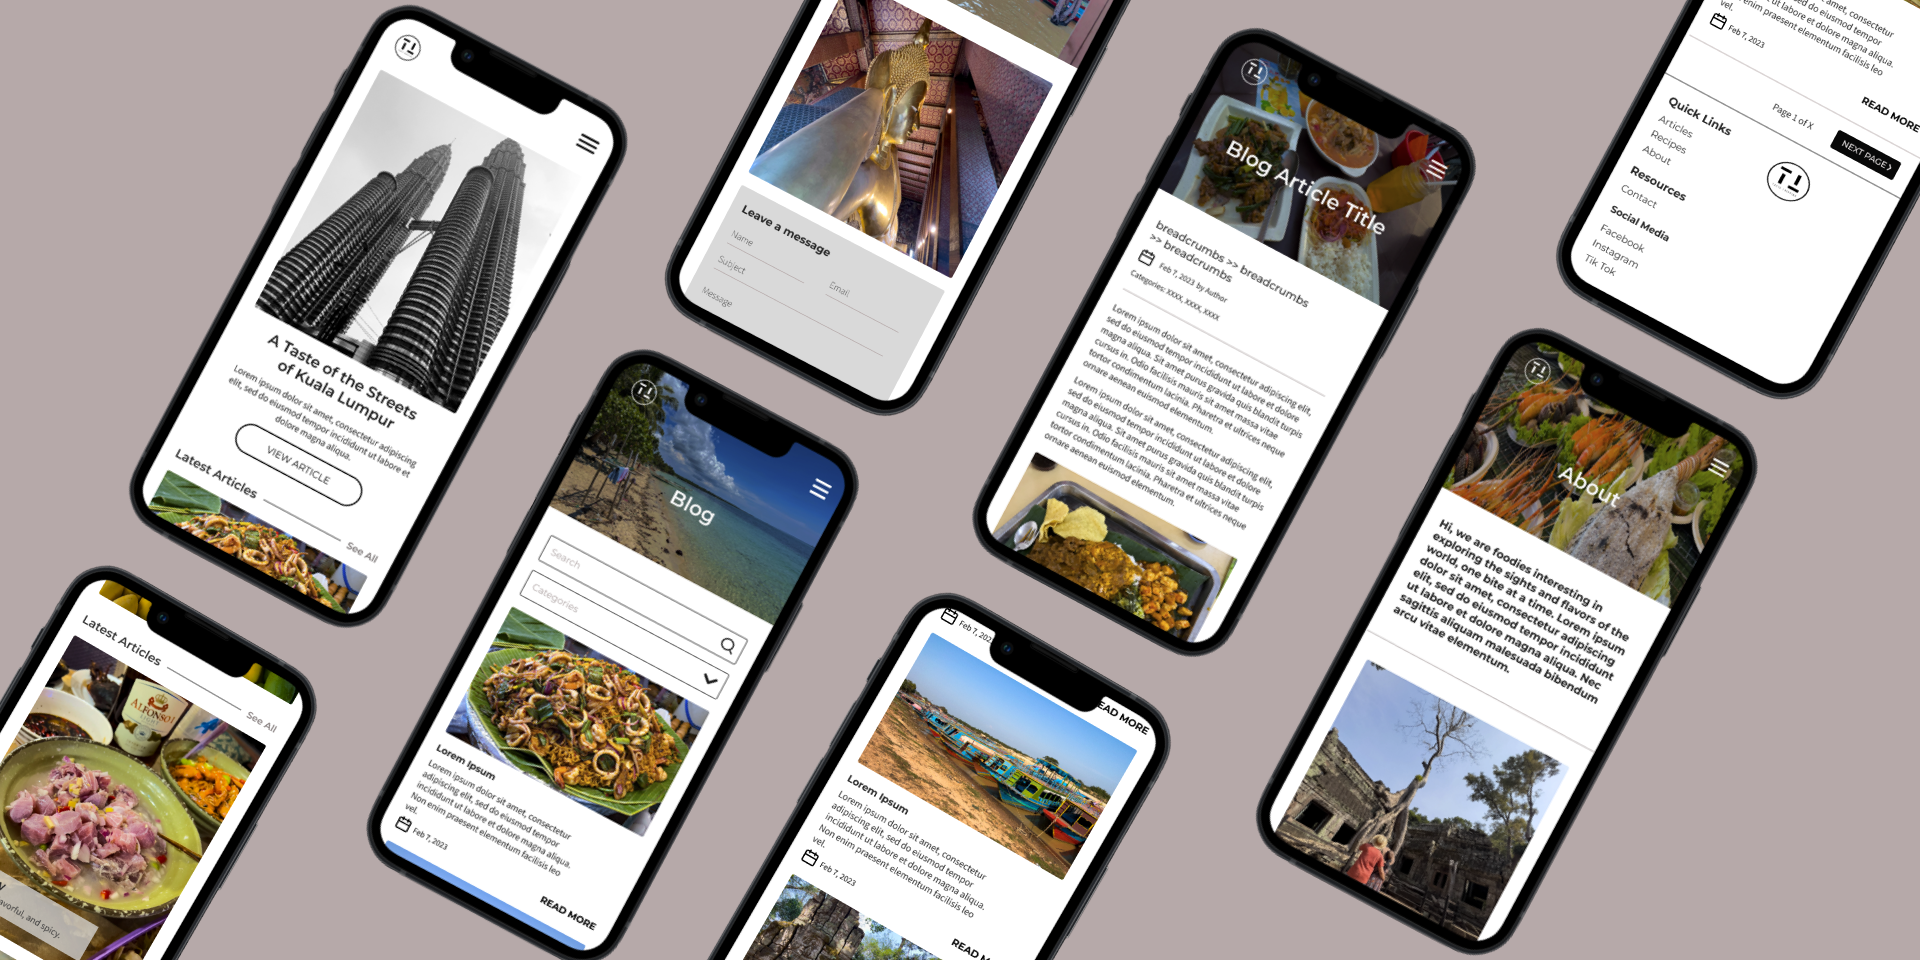 A Taste of the Streets
of Kuala Lumpur
Lorem ipsum dolor sit amet, consectetur adipiscing
elit, sed do eiusmod tempor incididunt ut labore et
dolore magna aliqua.
VIEW ARTICLE
Latest Articles
See All
Leave a message
Name
Email
Subject
Message
Blog Article Title
breadcrumbs >> breadcrumbs
>> breadcrumbs
Feb 7, 2023 by Author
Categories: XXXX, XXXX, XXXX
Lorem ipsum dolor sit amet, consectetur adipiscing elit,
sed do eiusmod tempor incididunt ut labore et dolore
magna aliqua. Sit amet purus gravida quis blandit turpis
cursus in. Odio facilisis mauris sit amet massa vitae
tortor condimentum lacinia. Pharetra et ultrices neque
ornare aenean euismod elementum.
Lorem ipsum dolor sit amet, consectetur adipiscing elit,
sed do eiusmod tempor incididunt ut labore et dolore
magna aliqua. Sit amet purus gravida quis blandit turpis
cursus in. Odio facilisis mauris sit amet massa vitae
tortor condimentum lacinia. Pharetra et ultrices neque
ornare aenean euismod elementum.
sit amet, consectetur
do eiusmod tempor
ut labore et dolore magna aliqua.
enim praesent elementum facilisis leo
vel.
Feb 7, 2023
READ MORE
Page 1 of X
NEXT PAGE
Quick Links
Articles
Recipes
About
Resources
Contact
Social Media
Facebook
Instagram
Tik Tok
Latest Articles
See All
ALFONSO
avorful, and spicy.
Blog
Search
Categories
Lorem Ipsum
Lorem ipsum dolor sit amet, consectetur
adipiscing elit, sed do eiusmod tempor
incididunt ut labore et dolore magna aliqua.
Non enim praesent elementum facilisis leo
vel.
Feb 7, 2023
READ MORE
Feb 7, 202
EAD MORE
Lorem Ipsum
Lorem ipsum dolor sit amet, consectetur
adipiscing elit, sed do eiusmod tempor
incididunt ut labore et dolore magna aliqua.
Non enim praesent elementum facilisis leo
vel.
Feb 7, 2023
READ M
About
Hi, we are foodies interesting in
exploring the sights and flavors of the
world, one bite at a time. Lorem ipsum
dolor sit amet, consectetur adipiscing
elit, sed do eiusmod tempor incididunt
ut labore et dolore magna aliqua. Nec
sagittis aliquam malesuada bibendum
arcu vitae elementum.